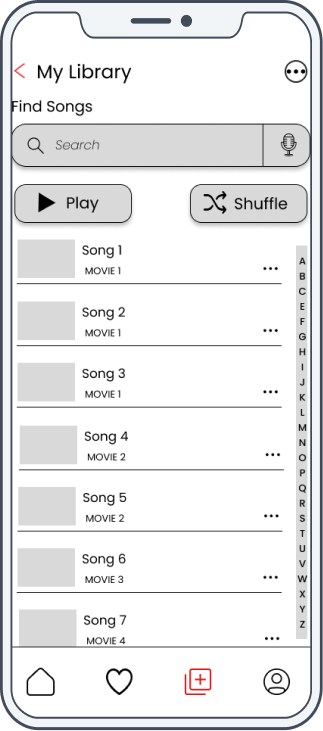 My Library
Find Songs
Search
Play
Shuffle
Song 1
MOVIE 1
Song 2
MOVIE 1
Song 3
MOVIE 1
Song 4
MOVIE 2
Song 5
MOVIE 2
Song 6
MOVIE 3
Song 7
MOVIE 4
A
B
C
E
F
G
H
I
J
K
L
M
N
O
P
Q
R
S
T
U
V
W
X
Y
Z